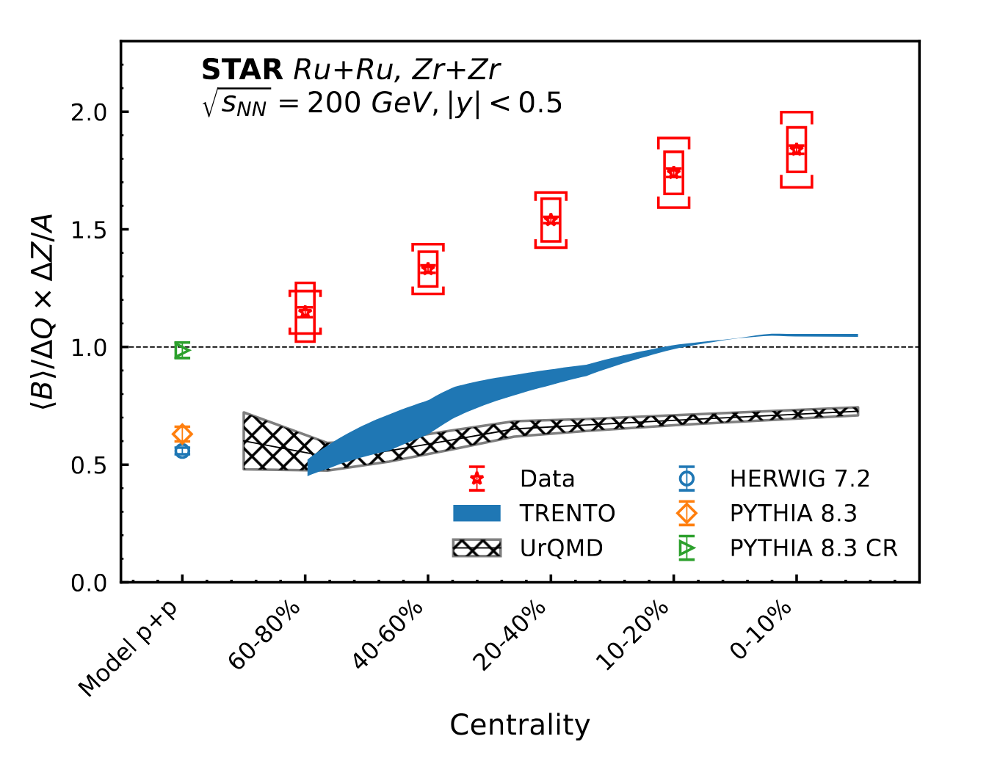 STAR Ru+Ru, Zr+Zr
√s_NN = 200 GeV, |y| < 0.5
⟨B⟩/ΔQ × ΔZ/A
2.0
1.5
1.0
0.5
0.0
Data
TRENTO
UrQMD
HERWIG 7.2
PYTHIA 8.3
PYTHIA 8.3 CR
Model p+p
60-80%
40-60%
20-40%
10-20%
0-10%
Centrality